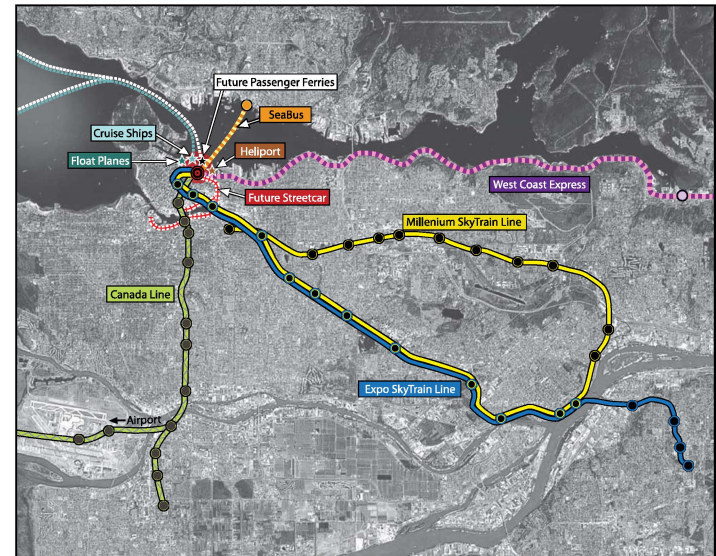 Future Passenger Ferries
SeaBus
Cruise Ships
Heliport
Float Planes
West Coast Express
Future Streetcar
Millenium SkyTrain Line
Canada Line
Expo SkyTrain Line
Airport